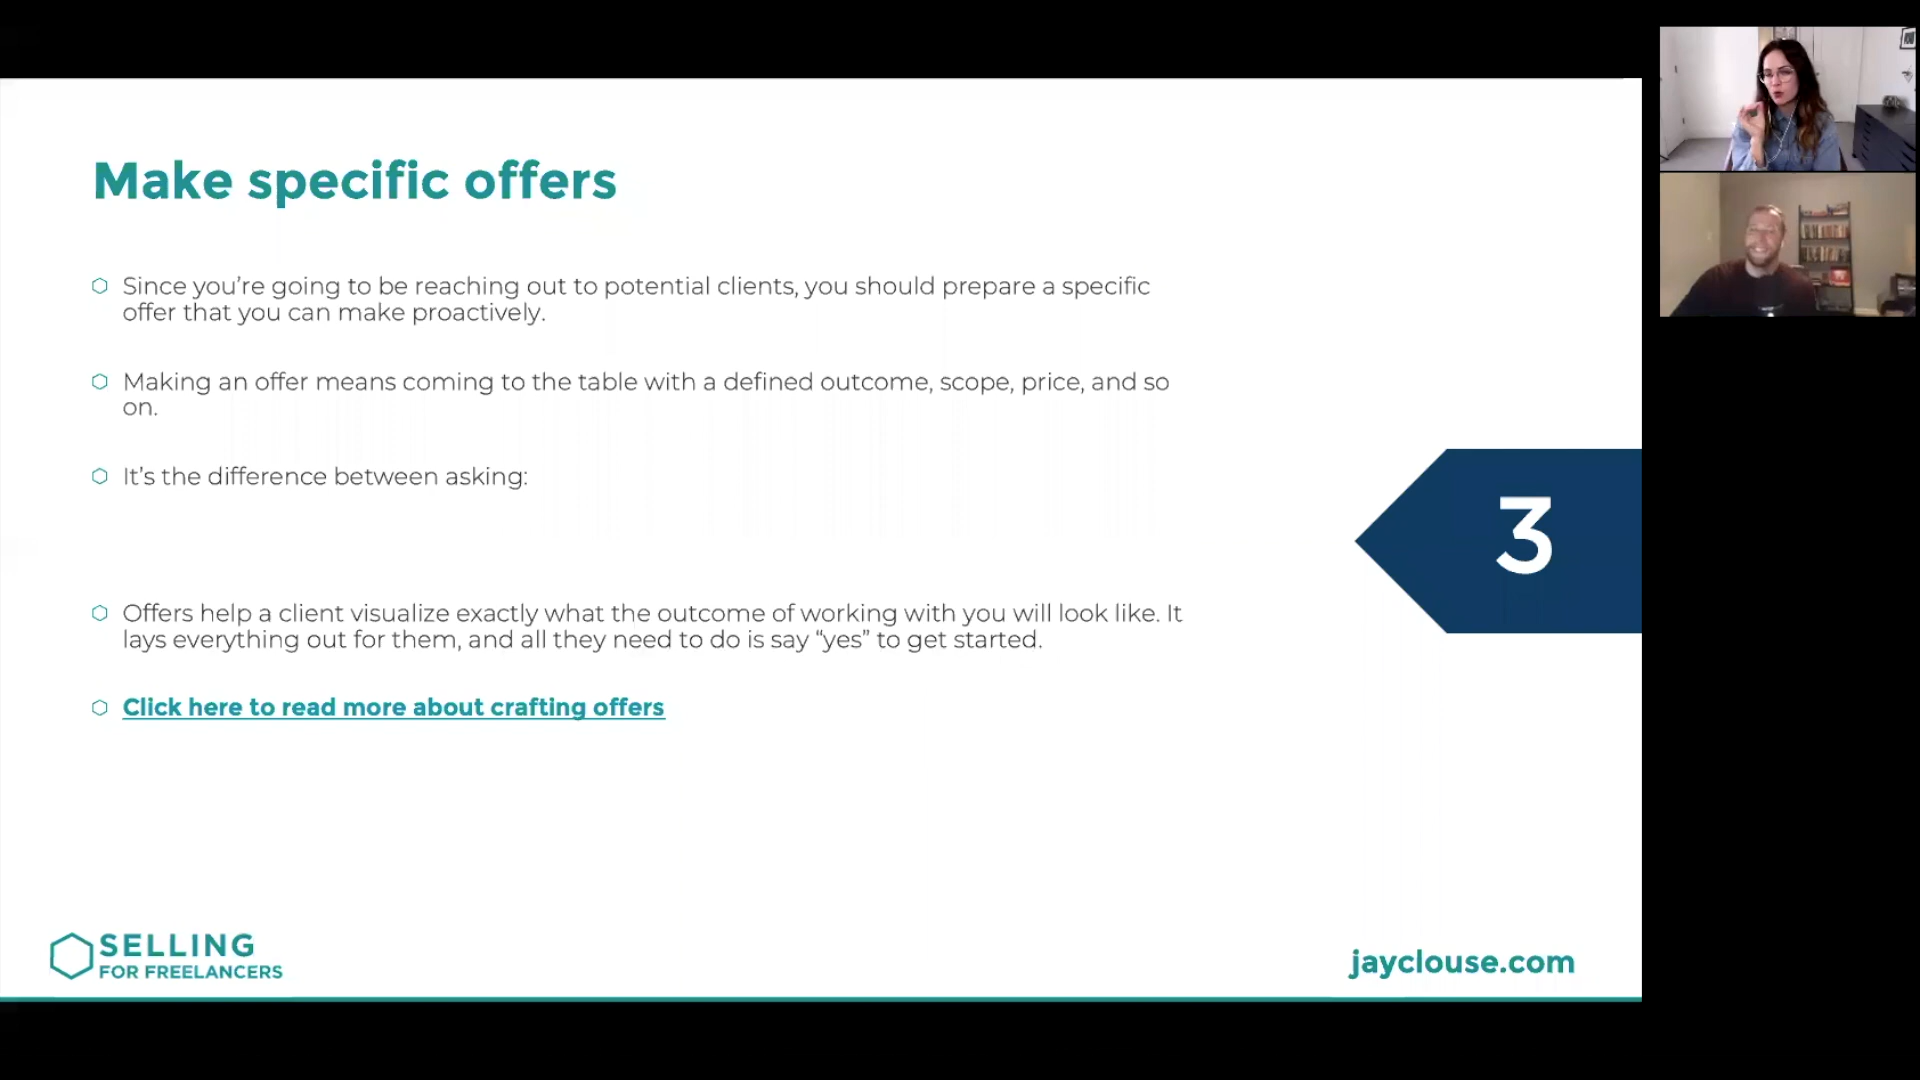 Make specific offers
Since you’re going to be reaching out to potential clients, you should prepare a specific
offer that you can make proactively.
Making an offer means coming to the table with a defined outcome, scope, price, and so
on.
It’s the difference between asking:
3
Offers help a client visualize exactly what the outcome of working with you will look like. It
lays everything out for them, and all they need to do is say “yes” to get started.
Click here to read more about crafting offers
SELLING
FOR FREELANCERS
jayclouse.com